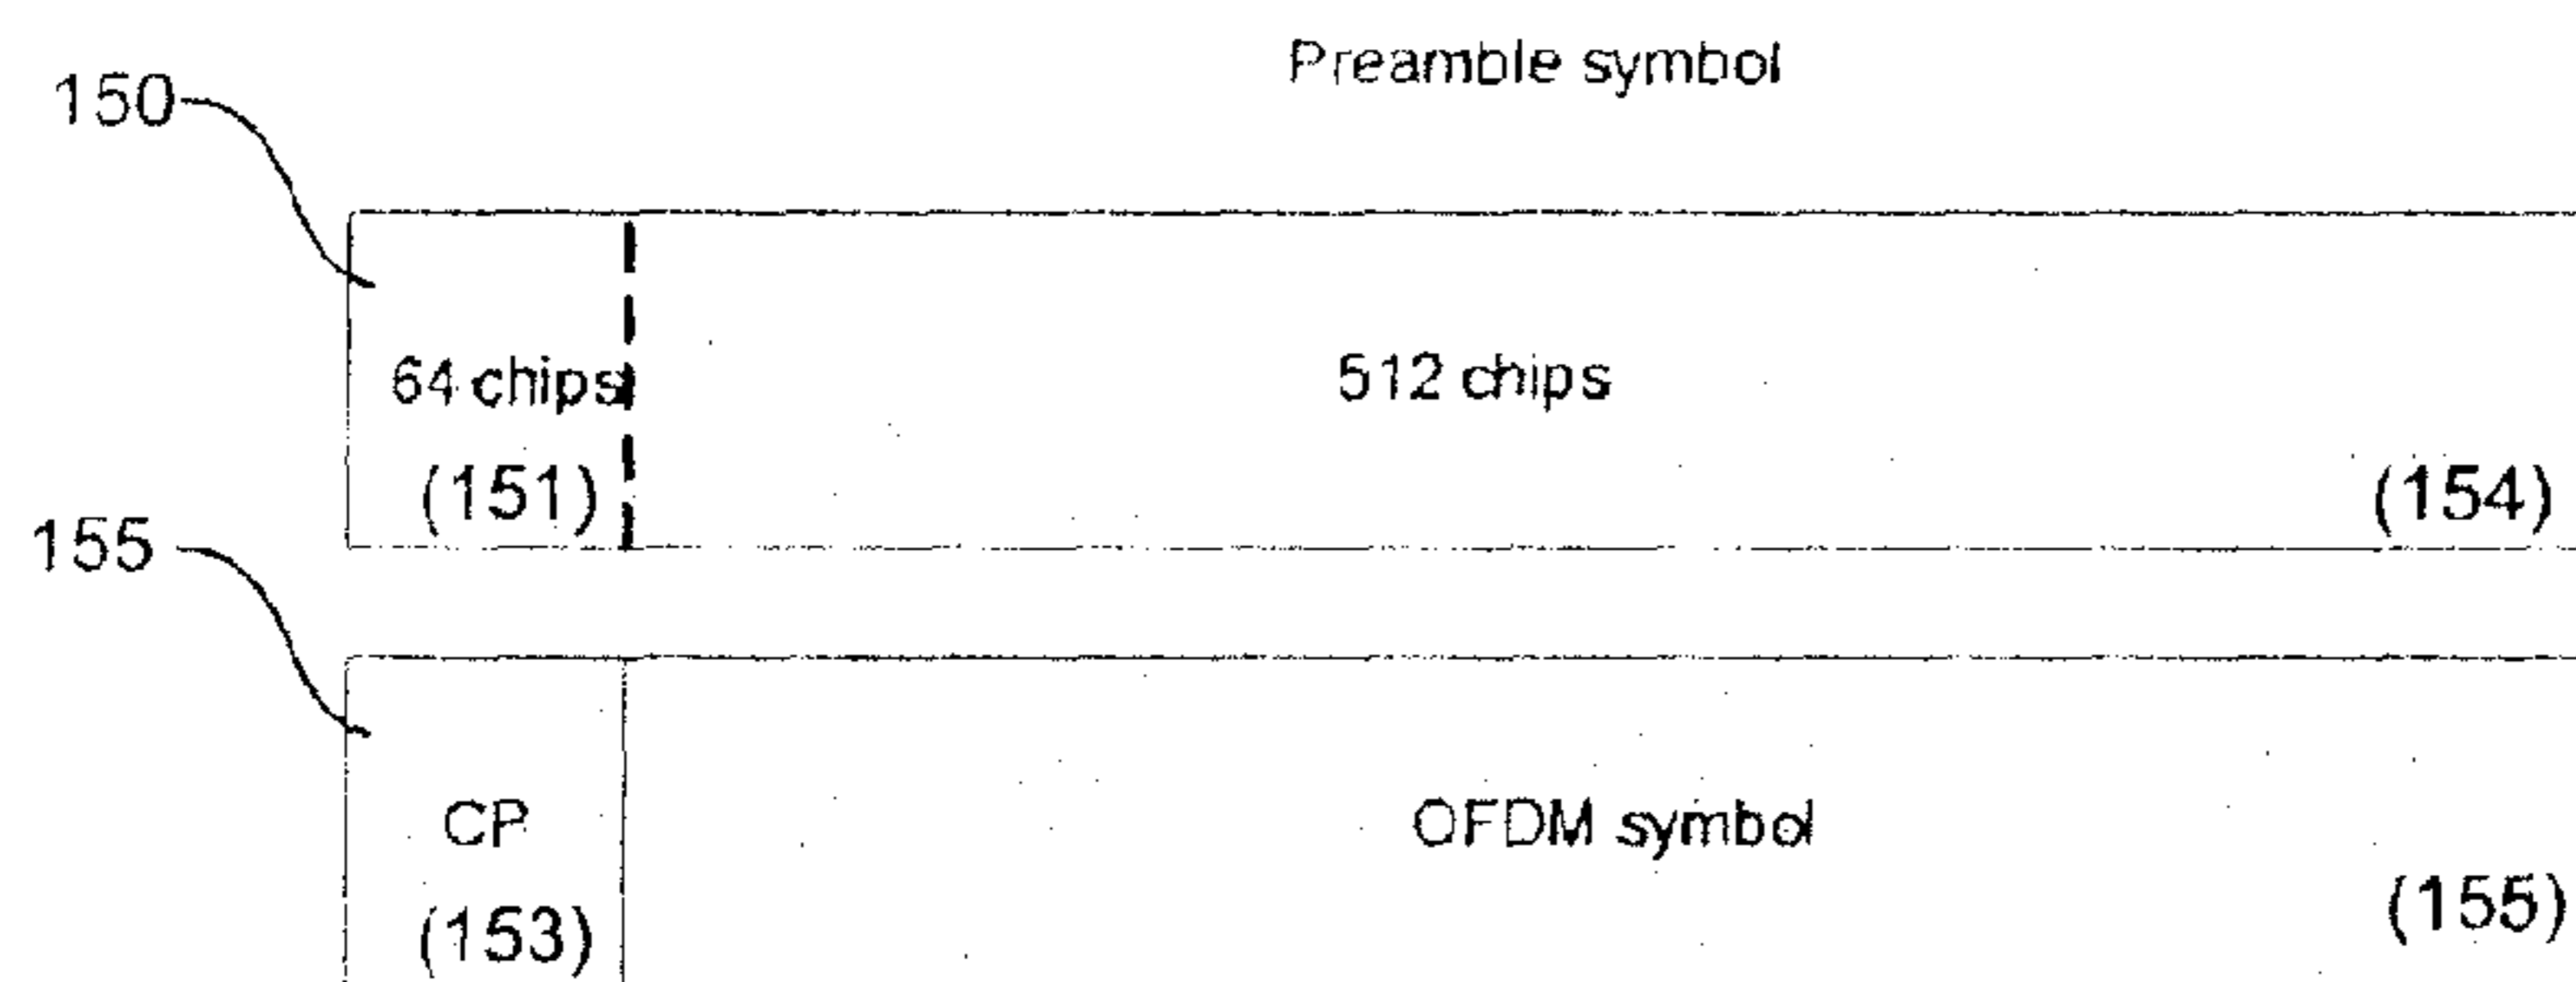 Preamble symbol
150
64 chips
512 chips
(151)
(154)
155
CP
OFDM symbol
(153)
(155)